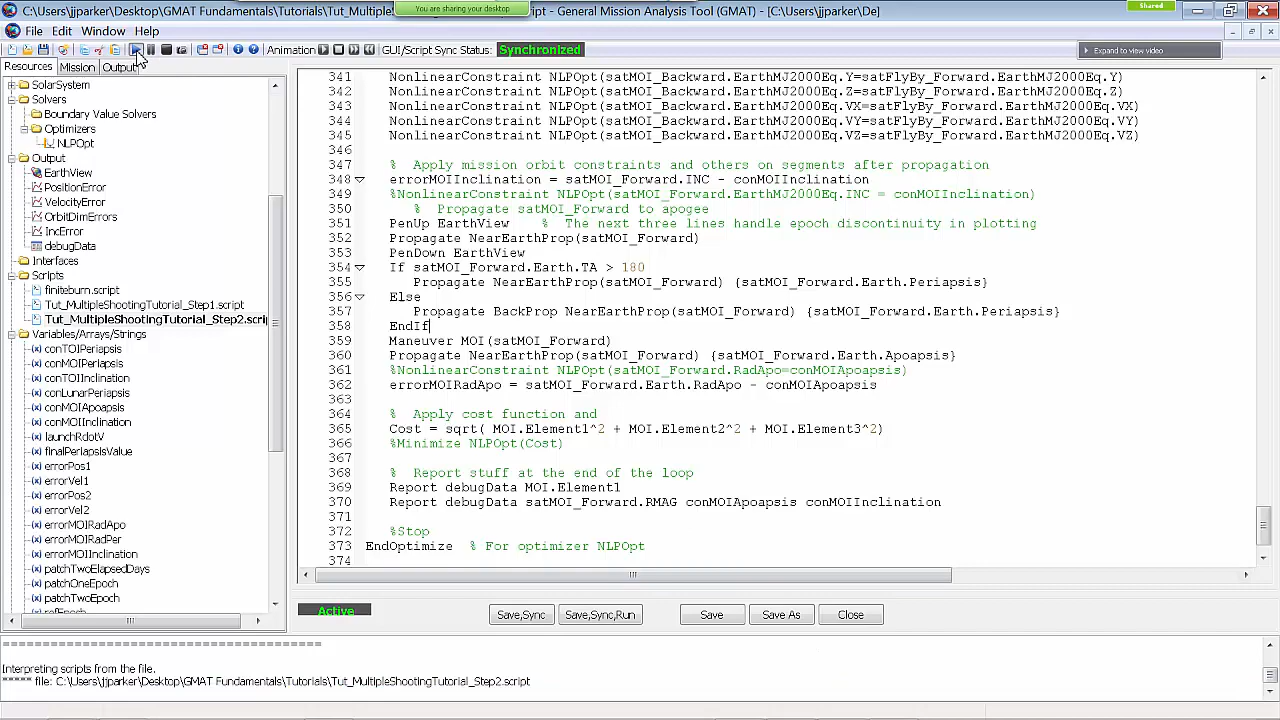 C:\Users\jjparker\Desktop\GMAT Fundamentals\Tutorials\Tut_Multiple
You are sharing your desktop
ript - General Mission Analysis Tool (GMAT) - [C:\Users\jjparker\De]
Shared
File Edit Window Help
Animation
GUI/Script Sync Status:
Synchronized
Expand to view video
Resources Mission Output
SolarSystem
Solvers
Boundary Value Solvers
Optimizers
NLPOpt
Output
EarthView
PositionError
VelocityError
OrbitDimErrors
IncError
debugData
Interfaces
Scripts
finiteburn.script
Tut_MultipleShootingTutorial_Step1.script
Tut_MultipleShootingTutorial_Step2.scri
Variables/Arrays/Strings
conTOIPeriapsis
conMOIPeriapsis
conTOIInclination
conLunarPeriapsis
conMOIApoapsis
conMOIInclination
launchRdotV
finalPeriapsisValue
errorPos1
errorVel1
errorPos2
errorVel2
errorMOIRadApo
errorMOIRadPer
errorMOIInclination
patchTwoElapsedDays
patchOneEpoch
patchTwoEpoch
refEpoch
341 NonlinearConstraint NLPOpt(satMOI_Backward.EarthMJ2000Eq.Y=satFlyBy_Forward.EarthMJ2000Eq.Y)
342 NonlinearConstraint NLPOpt(satMOI_Backward.EarthMJ2000Eq.Z=satFlyBy_Forward.EarthMJ2000Eq.Z)
343 NonlinearConstraint NLPOpt(satMOI_Backward.EarthMJ2000Eq.VX=satFlyBy_Forward.EarthMJ2000Eq.VX)
344 NonlinearConstraint NLPOpt(satMOI_Backward.EarthMJ2000Eq.VY=satFlyBy_Forward.EarthMJ2000Eq.VY)
345 NonlinearConstraint NLPOpt(satMOI_Backward.EarthMJ2000Eq.VZ=satFlyBy_Forward.EarthMJ2000Eq.VZ)
346
347 % Apply mission orbit constraints and others on segments after propagation
348 errorMOIInclination = satMOI_Forward.INC - conMOIInclination
349 %NonlinearConstraint NLPOpt(satMOI_Forward.EarthMJ2000Eq.INC = conMOIInclination)
350 % Propagate satMOI_Forward to apogee
351 PenUp EarthView % The next three lines handle epoch discontinuity in plotting
352 Propagate NearEarthProp(satMOI_Forward)
353 PenDown EarthView
354 If satMOI_Forward.Earth.TA > 180
355 Propagate NearEarthProp(satMOI_Forward) {satMOI_Forward.Earth.Periapsis}
356 Else
357 Propagate BackProp NearEarthProp(satMOI_Forward) {satMOI_Forward.Earth.Periapsis}
358 EndIf
359 Maneuver MOI(satMOI_Forward)
360 Propagate NearEarthProp(satMOI_Forward) {satMOI_Forward.Earth.Apoapsis}
361 %NonlinearConstraint NLPOpt(satMOI_Forward.RadApo=conMOIApoapsis)
362 errorMOIRadApo = satMOI_Forward.Earth.RadApo - conMOIApoapsis
363
364 % Apply cost function and
365 Cost = sqrt( MOI.Element1^2 + MOI.Element2^2 + MOI.Element3^2)
366 %Minimize NLPOpt(Cost)
367
368 % Report stuff at the end of the loop
369 Report debugData MOI.Element1
370 Report debugData satMOI_Forward.RMAG conMOIApoapsis conMOIInclination
371
372 %Stop
373 EndOptimize % For optimizer NLPOpt
374
Active
Save,Sync Save,Sync,Run Save Save As Close
========================================
Interpreting scripts from the file.
***** file: C:\Users\jjparker\Desktop\GMAT Fundamentals\Tutorials\Tut_MultipleShootingTutorial_Step2.script